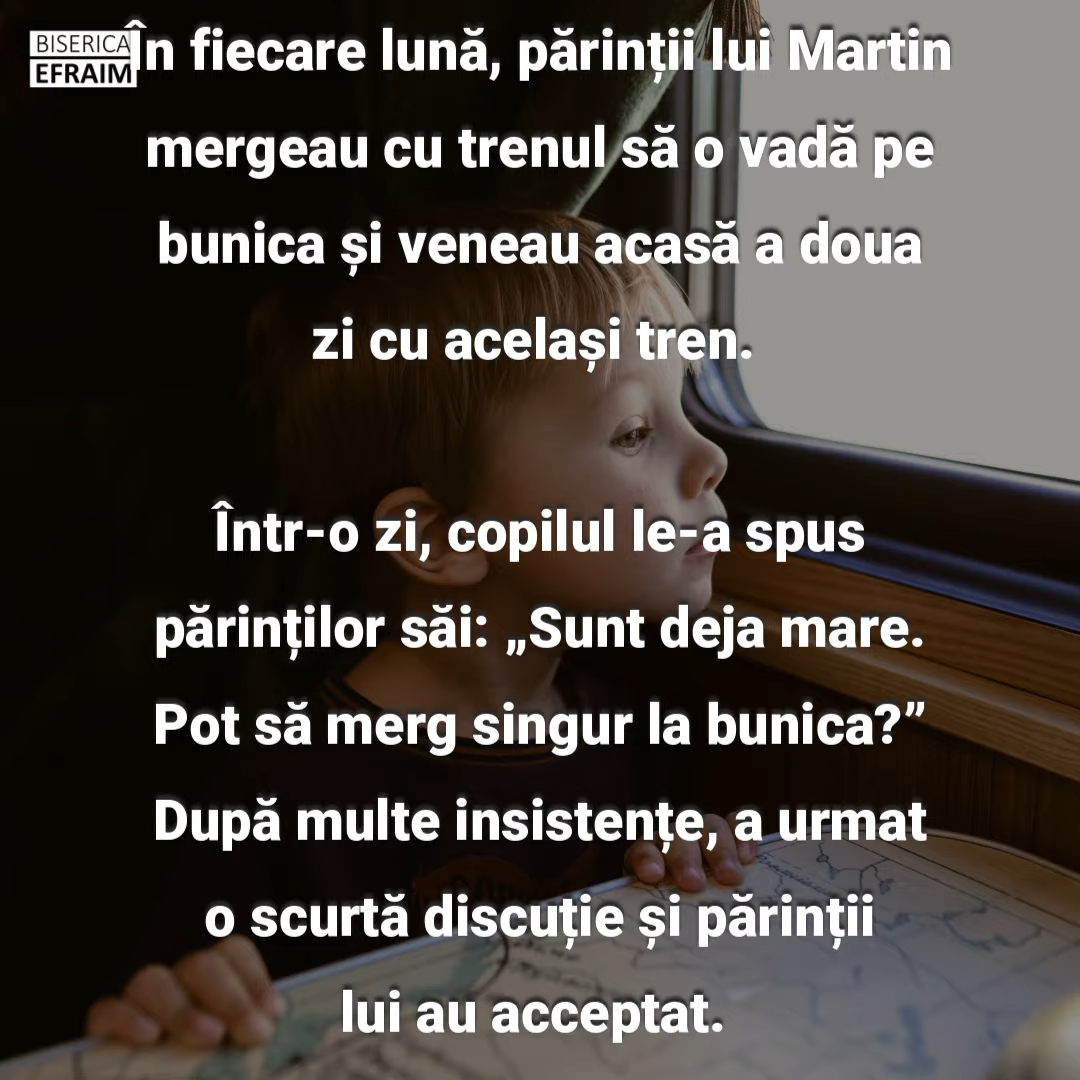 BISERICA
EFRAIM
În fiecare lună, părinții lui Martin
mergeau cu trenul să o vadă pe
bunica și veneau acasă a doua
zi cu același tren.
Într-o zi, copilul le-a spus
părinților săi: „Sunt deja mare.
Pot să merg singur la bunica?”
După multe insistențe, a urmat
o scurtă discuție și părinții
lui au acceptat.